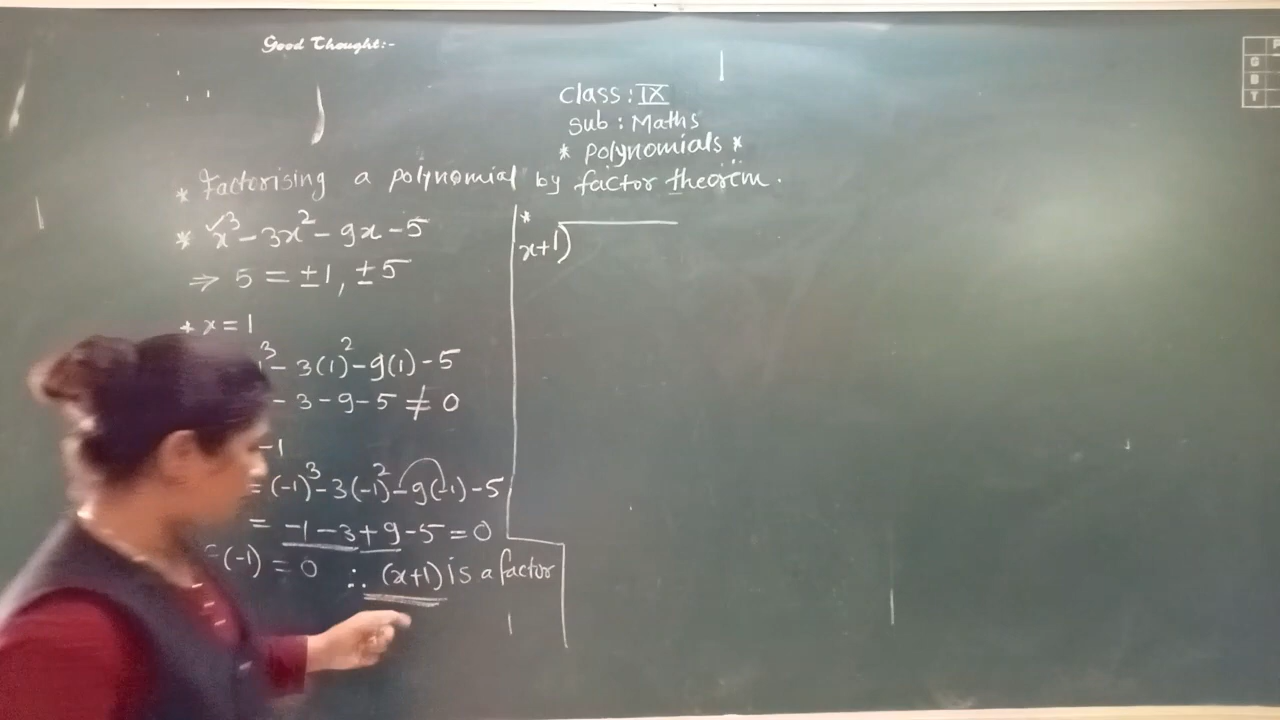 Good Thought:-
Class : IX
Sub : Maths
* Polynomials *
* Factorising a polynomial by factor theorem.
* x³ - 3x² - 9x - 5
⇒ 5 = ±1, ±5
* x = 1
³ - 3(1)² - 9(1) - 5
- 3 - 9 - 5 ≠ 0
-1
= (-1)³ - 3(-1)² - 9(-1) - 5
= -1 - 3 + 9 - 5 = 0
(-1) = 0 ∴ (x+1) is a factor
*
x+1)
P
G
B
T